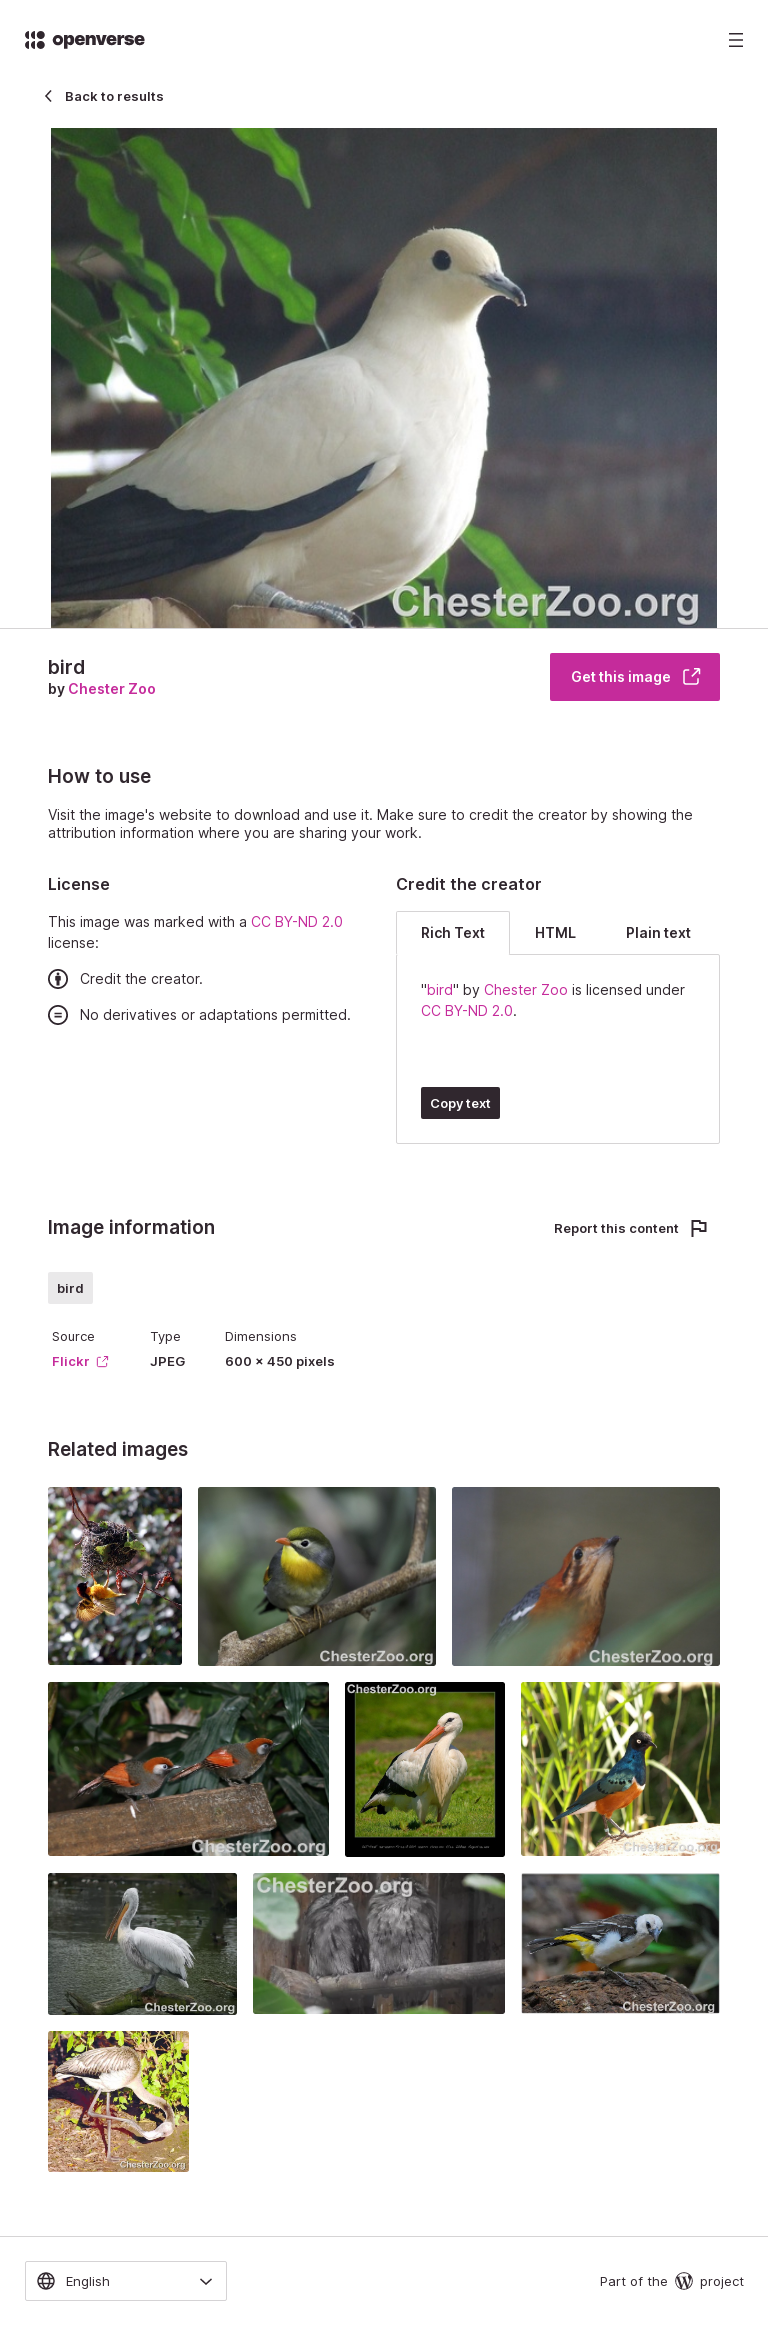 openverse
Back to results
ChesterZoo.org
bird
by Chester Zoo
Get this image
How to use
Visit the image's website to download and use it. Make sure to credit the creator by showing the
attribution information where you are sharing your work.
License
This image was marked with a CC BY-ND 2.0
license:
Credit the creator.
No derivatives or adaptations permitted.
Credit the creator
Rich Text HTML Plain text
"bird" by Chester Zoo is licensed under
CC BY-ND 2.0.
Copy text
Image information
Report this content
bird
Source Type Dimensions
Flickr JPEG 600 × 450 pixels
Related images
ChesterZoo.org
ChesterZoo.org
ChesterZoo.org
ChesterZoo.org
ChesterZoo.org
ChesterZoo.org
ChesterZoo.org
ChesterZoo.org
ChesterZoo.org
English
Part of the W project